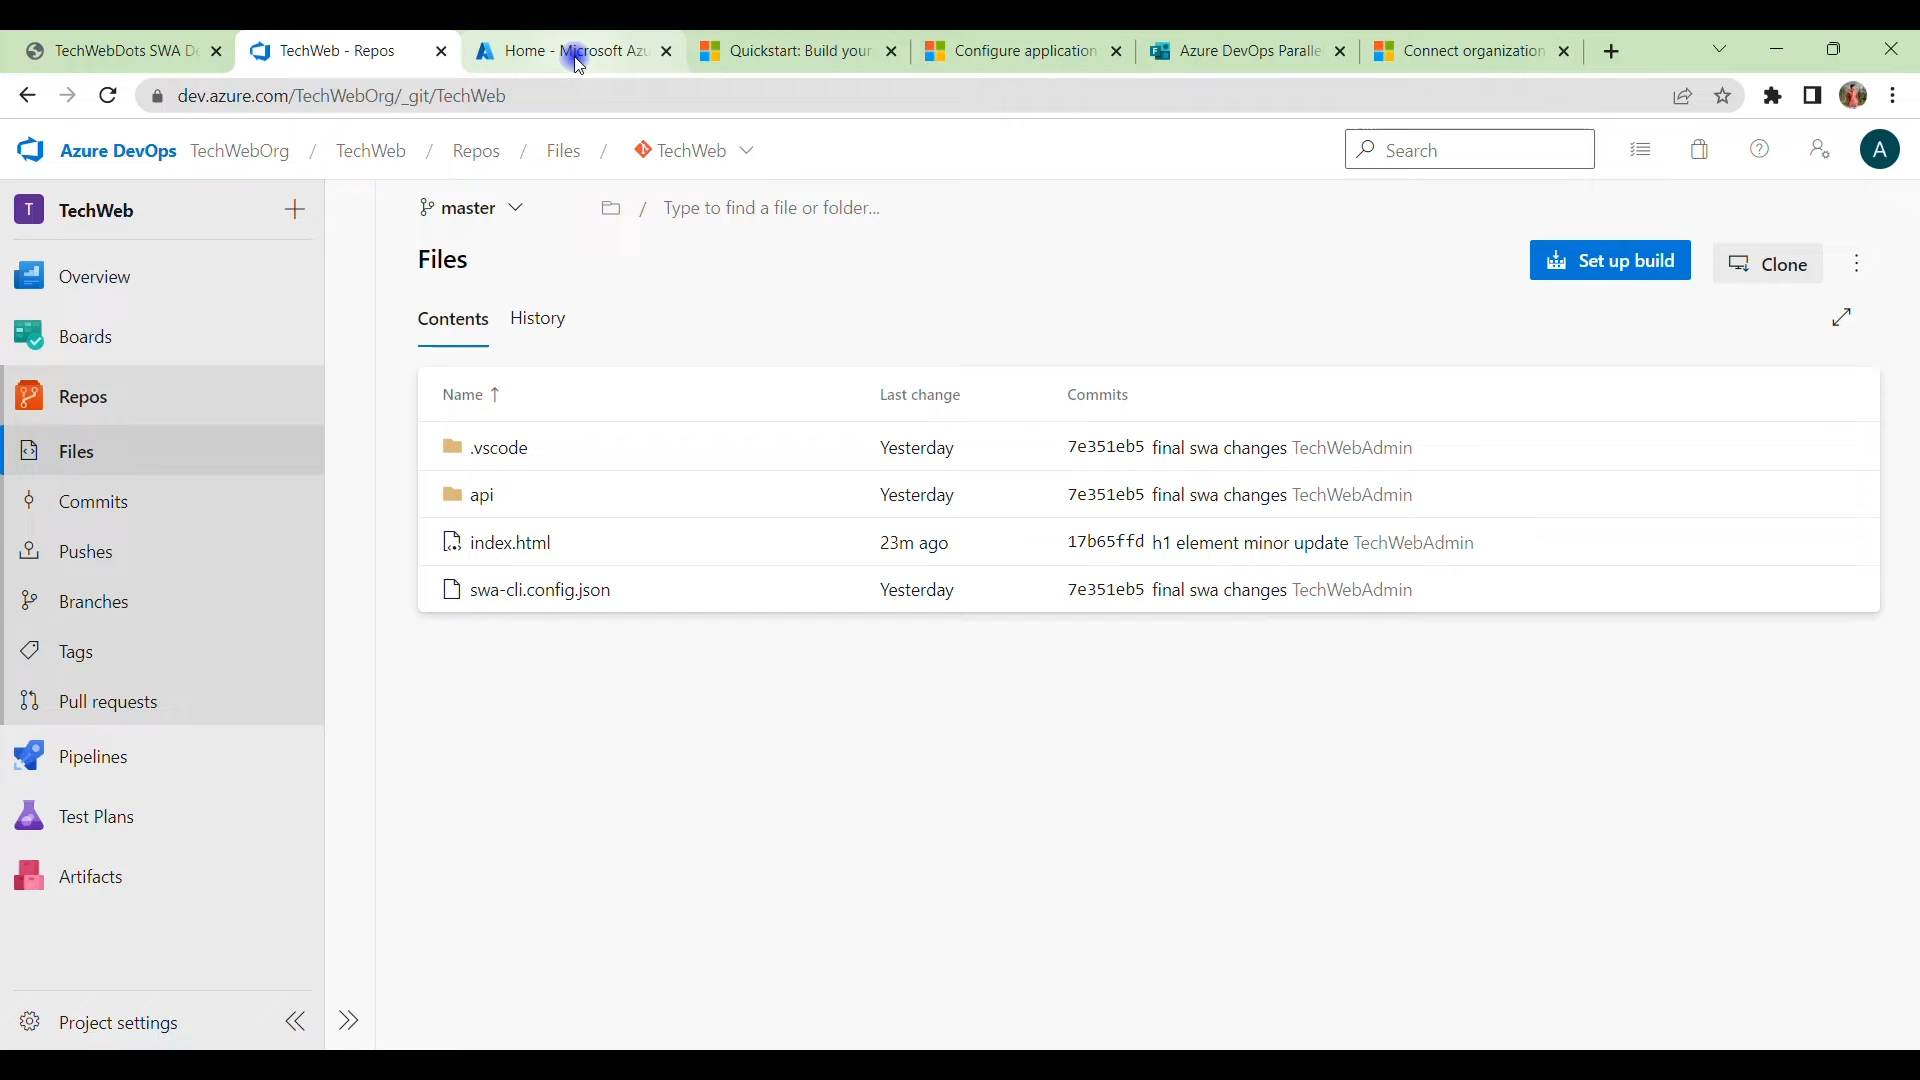 TechWebDots SWA De
TechWeb - Repos
Home - Microsoft Azu
Quickstart: Build your
Configure application
Azure DevOps Paralle
Connect organization
dev.azure.com/TechWebOrg/_git/TechWeb
Azure DevOps TechWebOrg / TechWeb / Repos / Files / TechWeb
Search
A
T TechWeb
master
/ Type to find a file or folder...
Files
Set up build
Clone
Contents
History
Overview
Boards
Repos
Files
Commits
Pushes
Branches
Tags
Pull requests
Pipelines
Test Plans
Artifacts
Project settings
Name ↑ Last change Commits
.vscode Yesterday 7e351eb5 final swa changes TechWebAdmin
api Yesterday 7e351eb5 final swa changes TechWebAdmin
index.html 23m ago 17b65ffd h1 element minor update TechWebAdmin
swa-cli.config.json Yesterday 7e351eb5 final swa changes TechWebAdmin